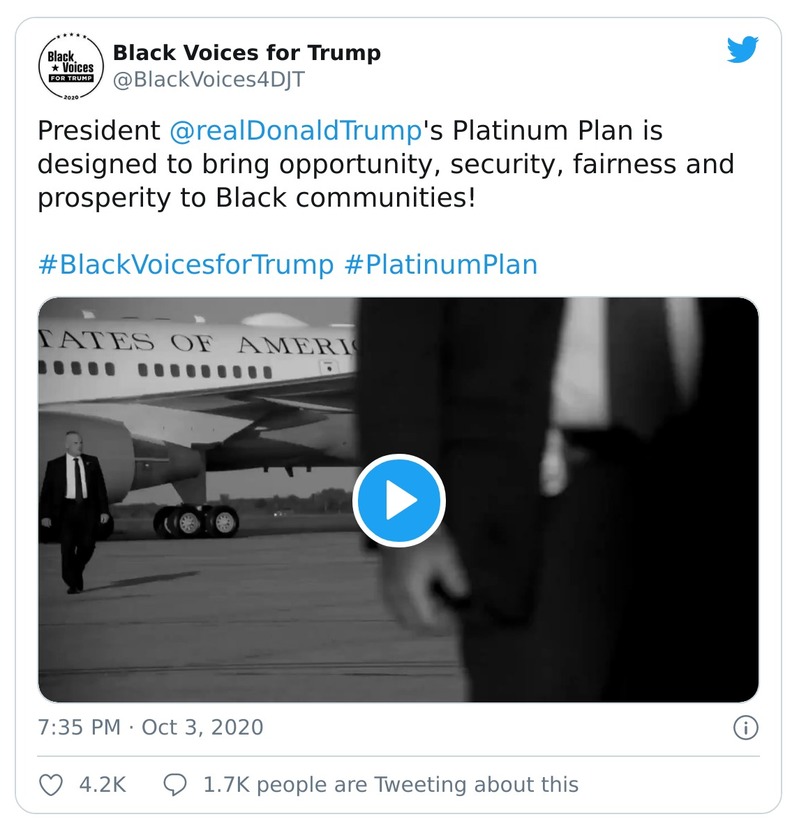 Black
Voices
FOR TRUMP
2020
Black Voices for Trump
@BlackVoices4DJT
President @realDonaldTrump's Platinum Plan is
designed to bring opportunity, security, fairness and
prosperity to Black communities!
#BlackVoicesforTrump #PlatinumPlan
TATES OF AMERIC
7:35 PM · Oct 3, 2020
4.2K 1.7K people are Tweeting about this